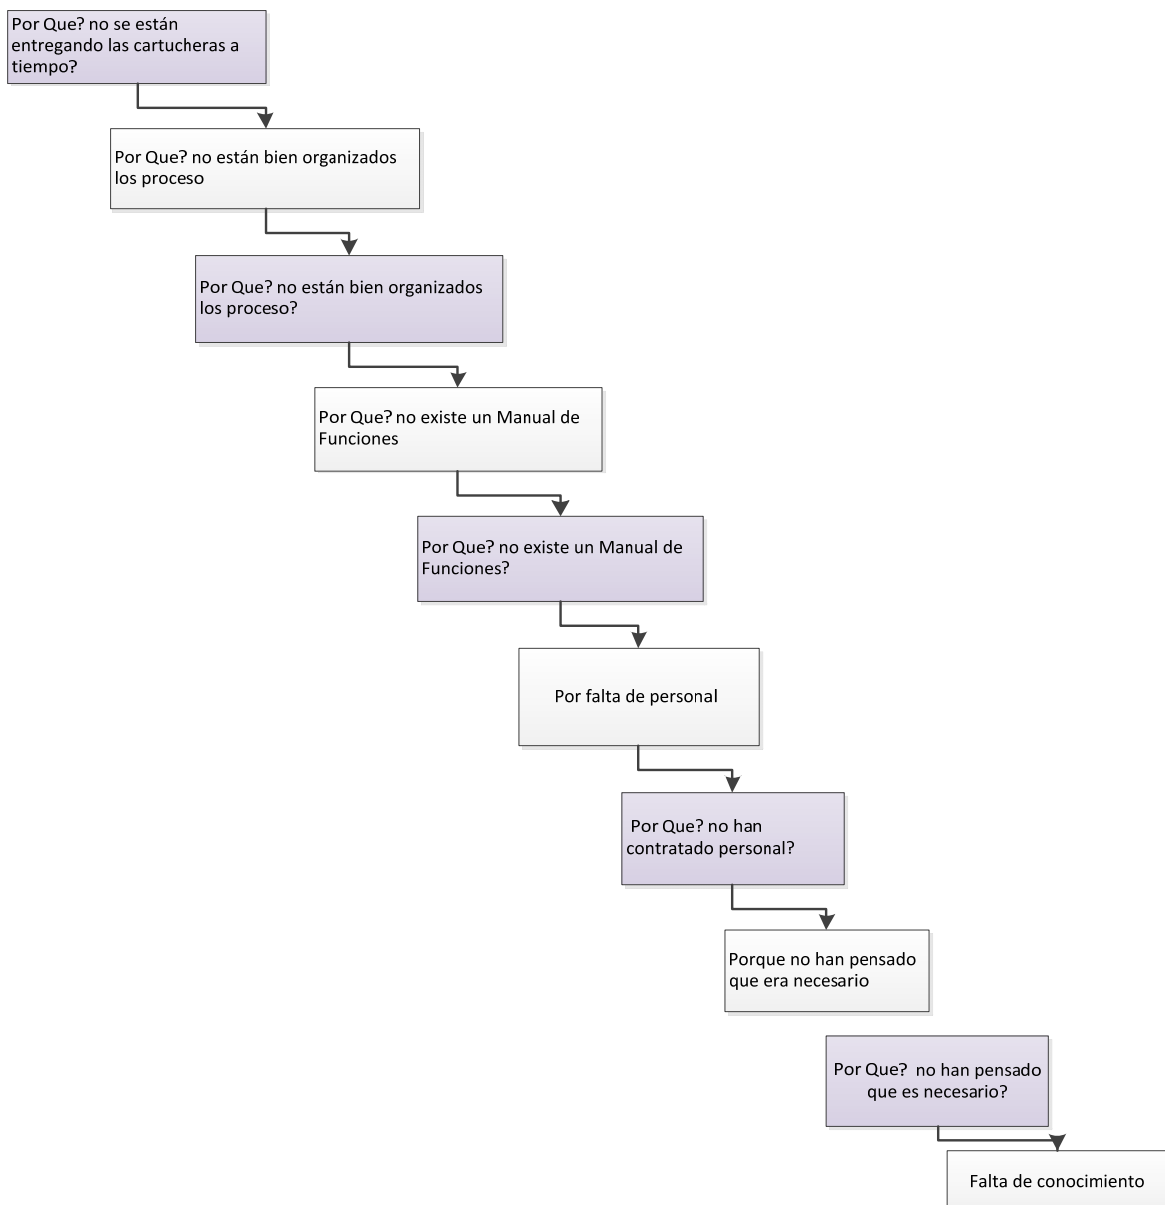 Por Que? no se están
entregando las cartucheras a
tiempo?
Por Que? no están bien organizados
los proceso
Por Que? no están bien organizados
los proceso?
Por Que? no existe un Manual de
Funciones
Por Que? no existe un Manual de
Funciones?
Por falta de personal
Por Que? no han
contratado personal?
Porque no han pensado
que era necesario
Por Que? no han pensado
que es necesario?
Falta de conocimiento